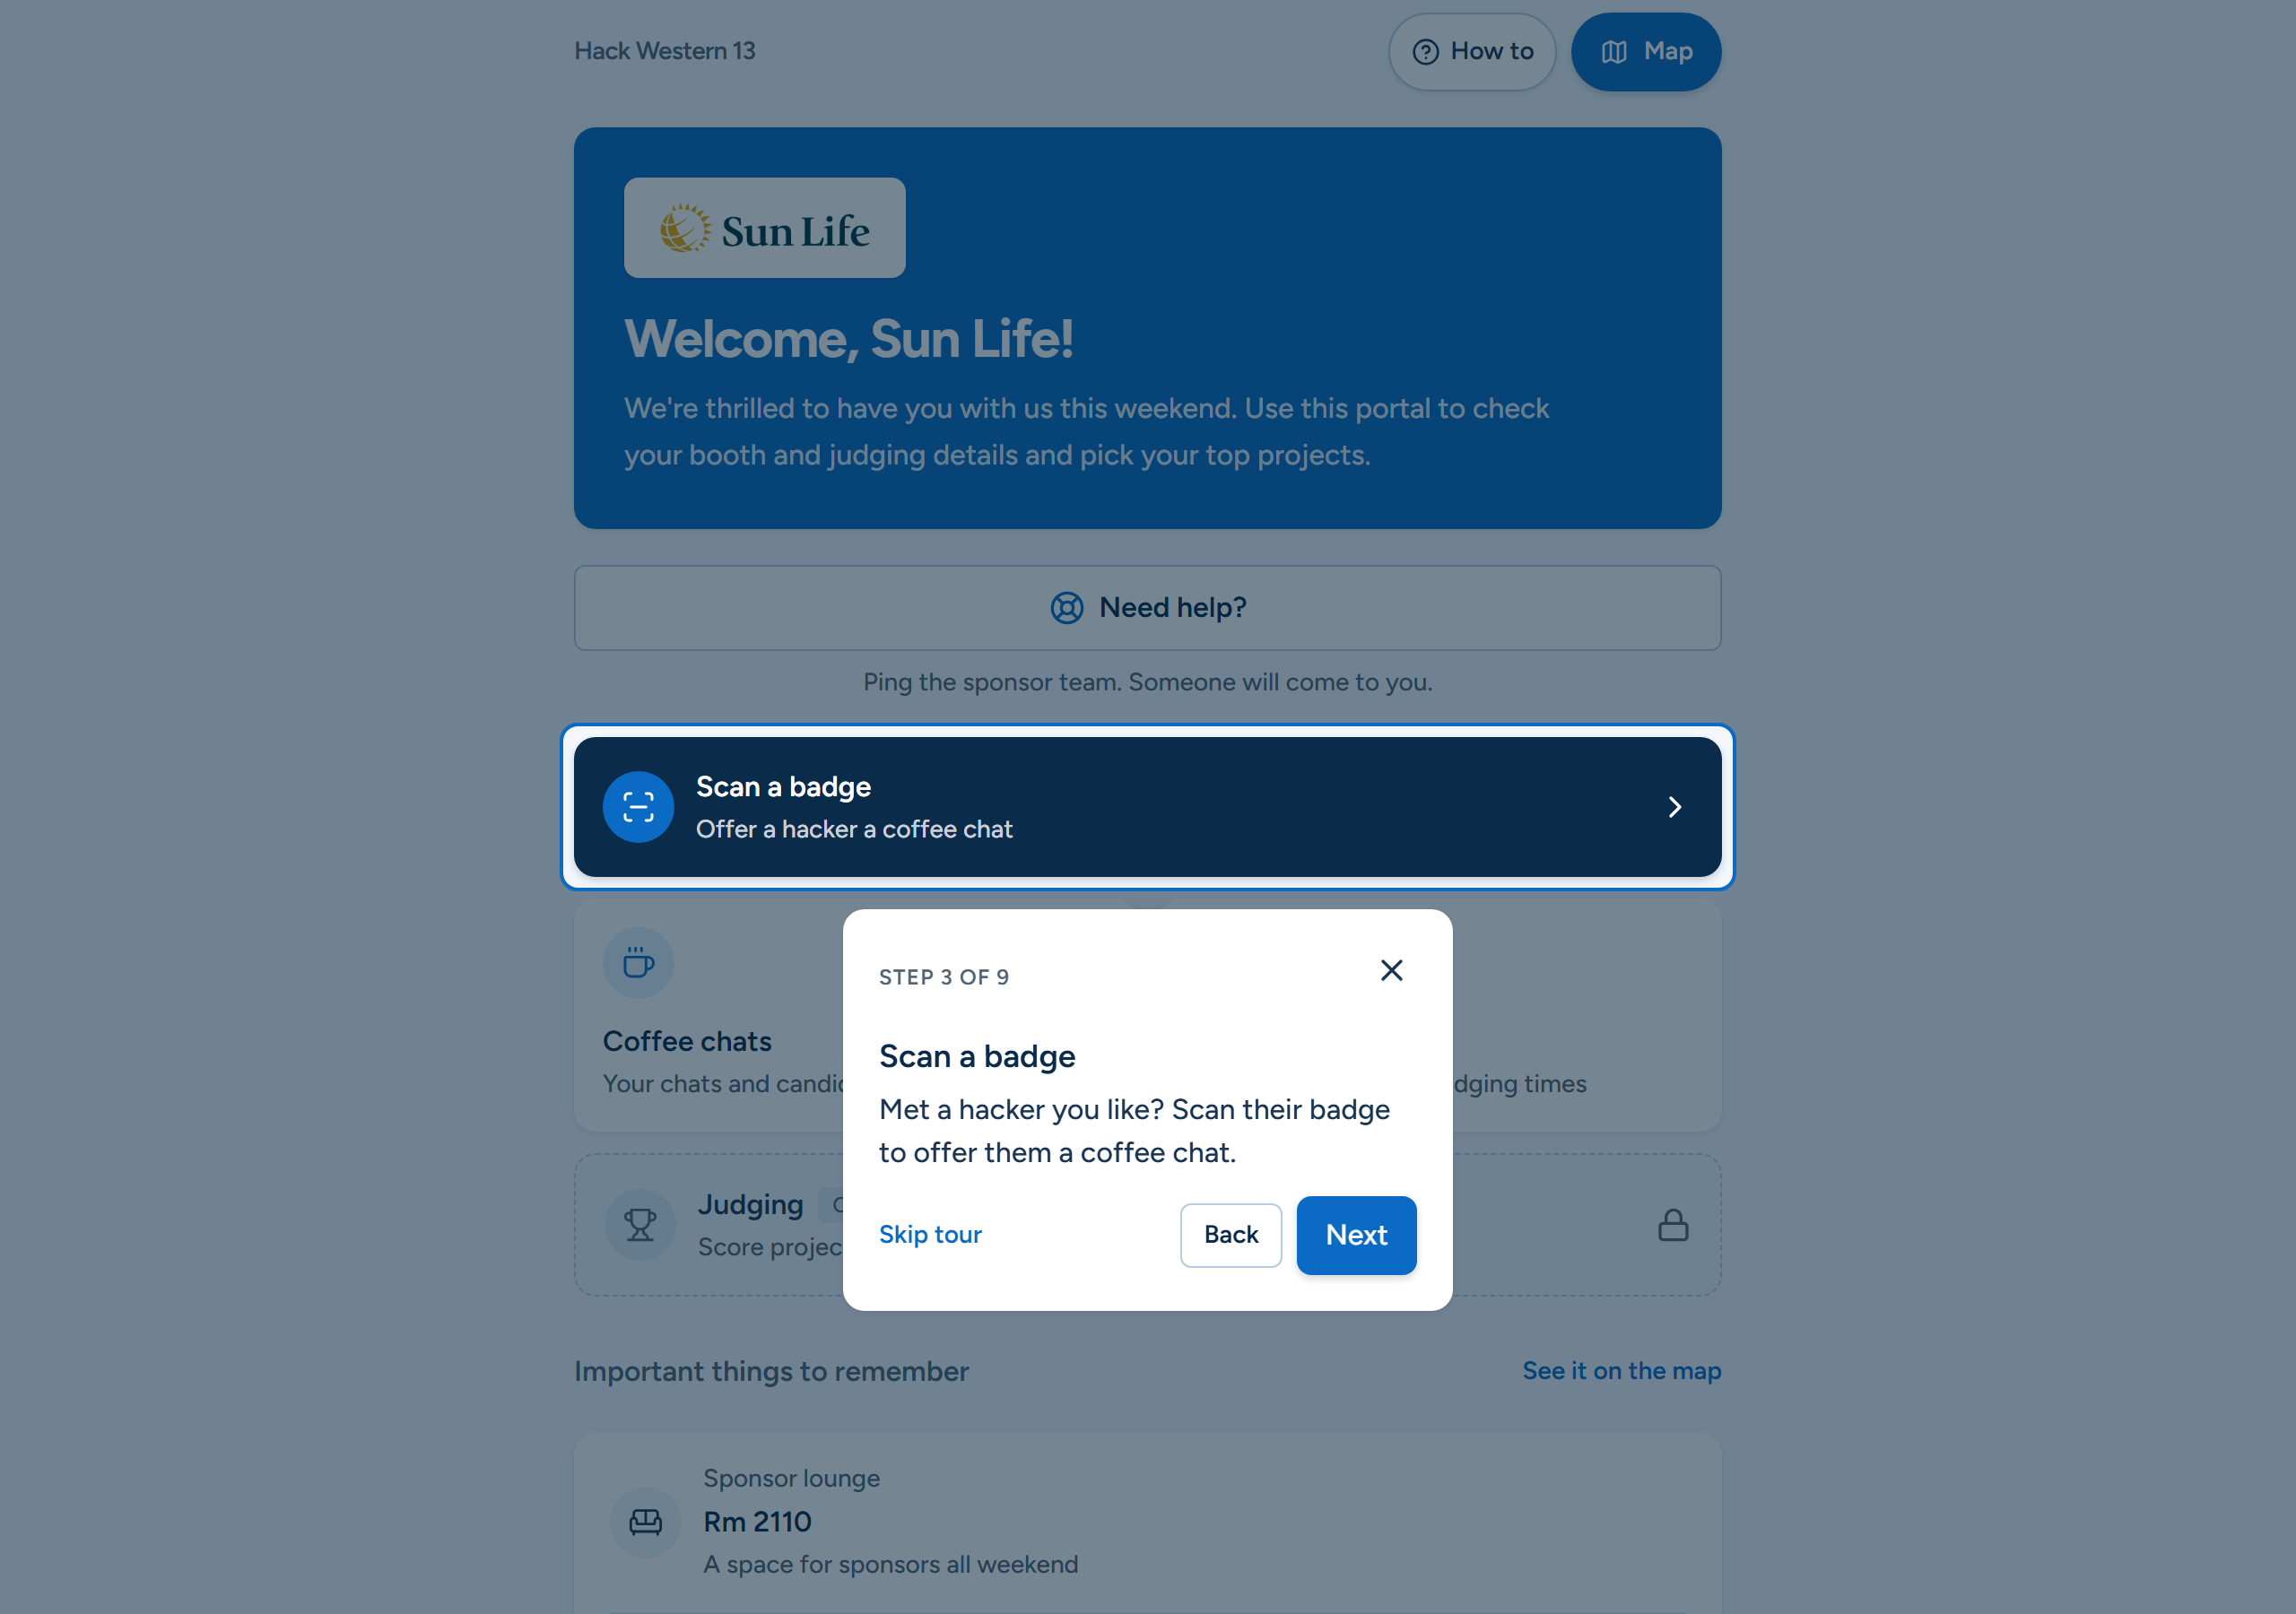 Hack Western 13
How to
Map
Sun Life
Welcome, Sun Life!
We're thrilled to have you with us this weekend. Use this portal to check
your booth and judging details and pick your top projects.
Need help?
Ping the sponsor team. Someone will come to you.
Scan a badge
Offer a hacker a coffee chat
STEP 3 OF 9
Scan a badge
Met a hacker you like? Scan their badge
to offer them a coffee chat.
Skip tour
Back
Next
Coffee chats
Your chats and
times
Judging
Score
Important things to remember
See it on the map
Sponsor lounge
Rm 2110
A space for sponsors all weekend